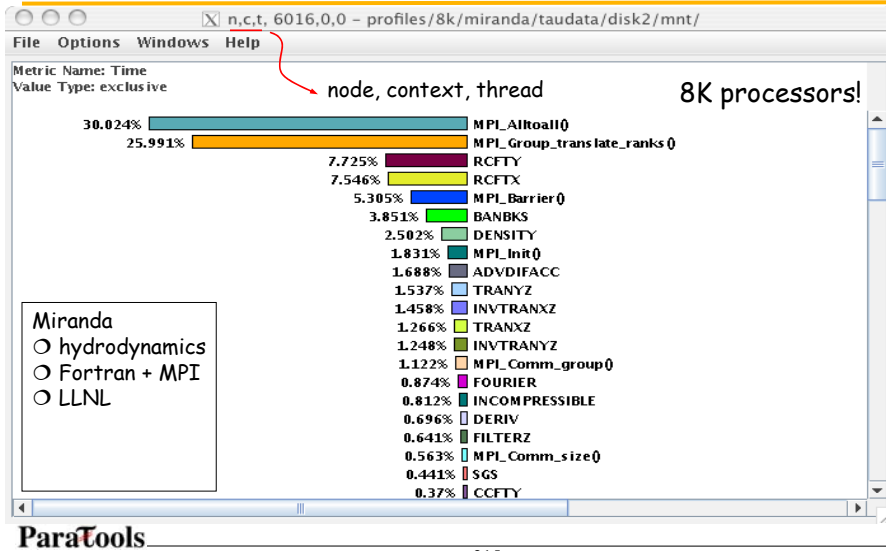 n,c,t, 6016,0,0 – profiles/8k/miranda/taudata/disk2/mnt/
File Options Windows Help
Metric Name: Time
Value Type: exclusive
node, context, thread
8K processors!
30.024% MPI_Alltoall()
25.991% MPI_Group_translate_ranks()
7.725% RCFTY
7.546% RCFTX
5.305% MPI_Barrier()
3.851% BANBKS
2.502% DENSITY
1.831% MPI_Init()
1.688% ADVDIFACC
1.537% TRANYZ
1.458% INVTRANXZ
1.266% TRANXZ
1.248% INVTRANYZ
1.122% MPI_Comm_group()
0.874% FOURIER
0.812% INCOMPRESSIBLE
0.696% DERIV
0.641% FILTERZ
0.563% MPI_Comm_size()
0.441% SGS
0.37% CCFTY
Miranda
❍ hydrodynamics
❍ Fortran + MPI
❍ LLNL
ParaTools